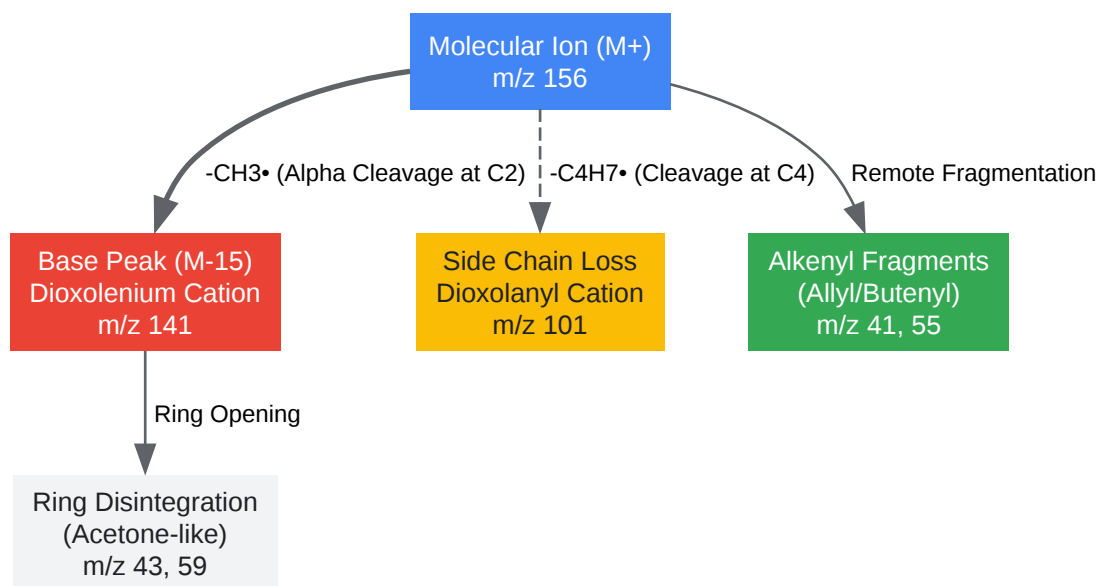 Molecular Ion (M+)
m/z 156
-CH3• (Alpha Cleavage at C2)
-C4H7• (Cleavage at C4)
Remote Fragmentation
Base Peak (M-15)
Dioxolenium Cation
m/z 141
Side Chain Loss
Dioxolanyl Cation
m/z 101
Alkenyl Fragments
(Allyl/Butenyl)
m/z 41, 55
Ring Opening
Ring Disintegration
(Acetone-like)
m/z 43, 59